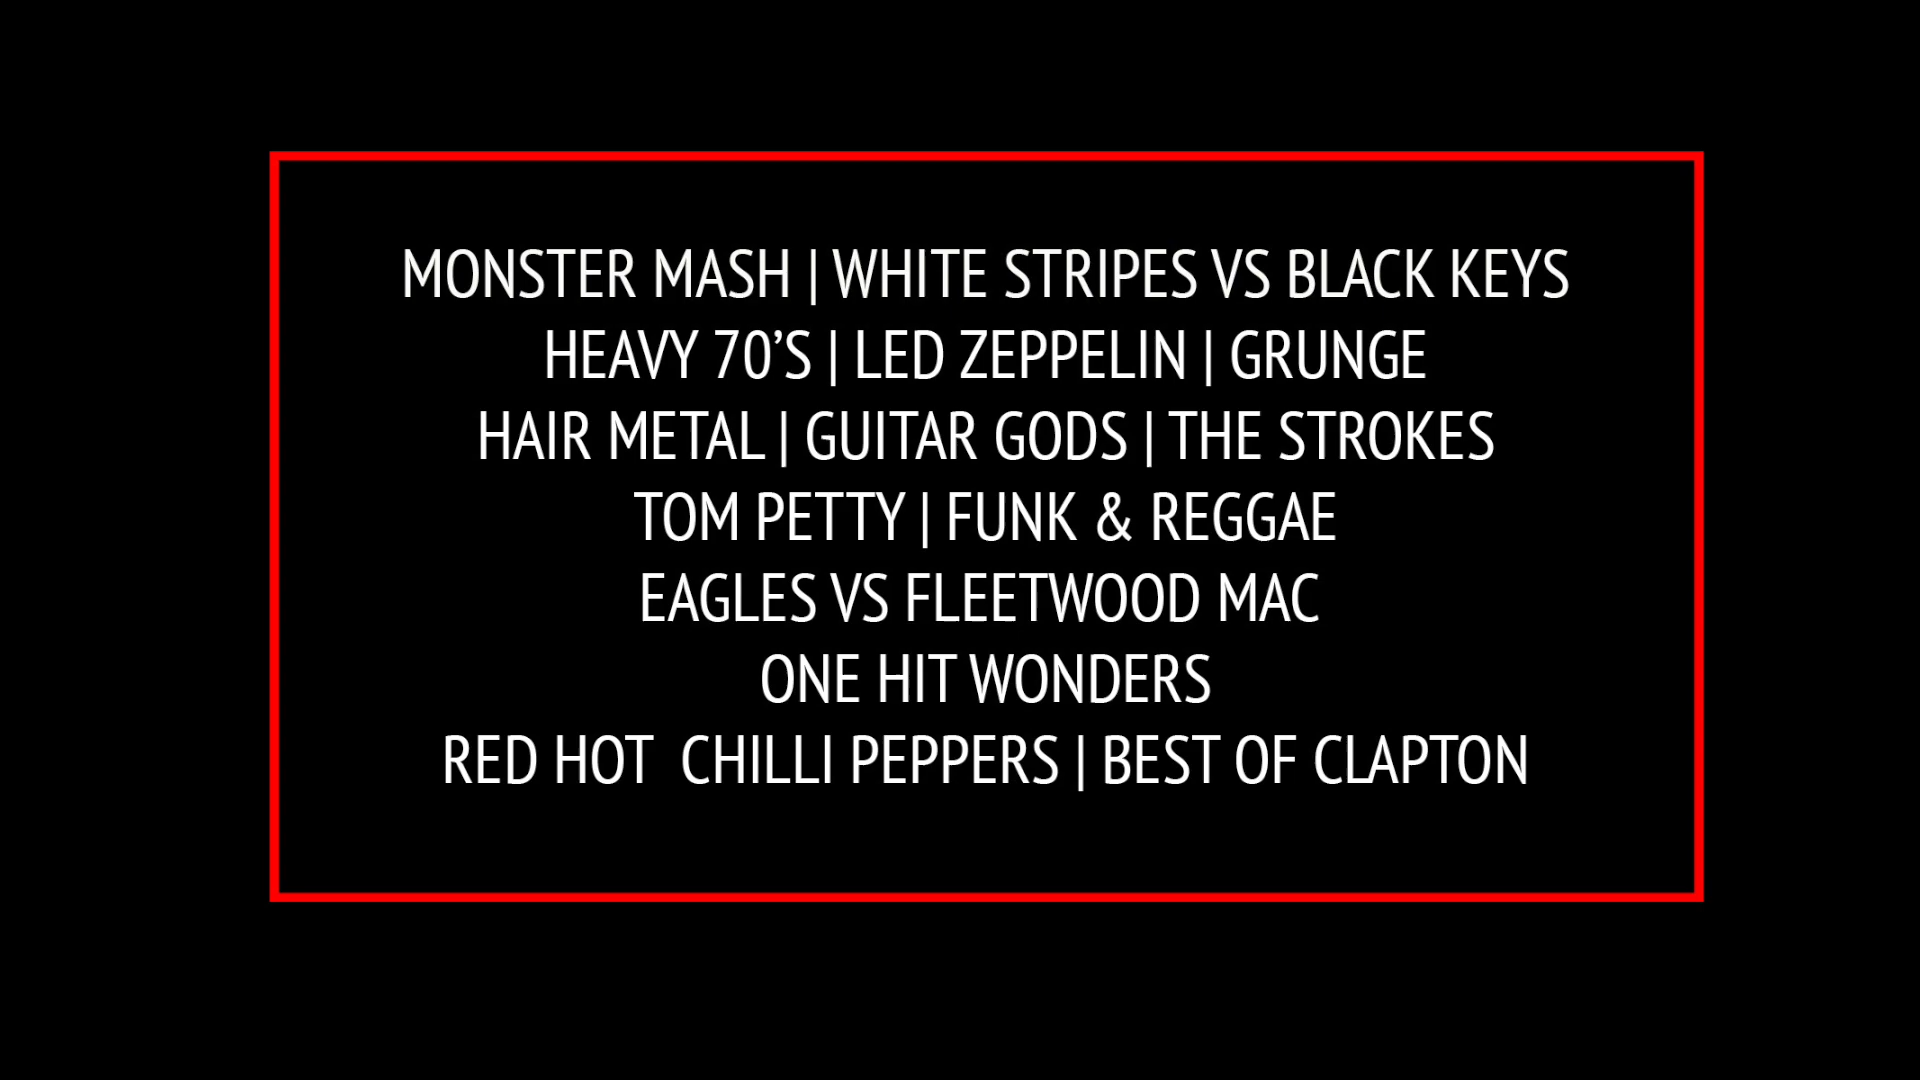 MONSTER MASH | WHITE STRIPES VS BLACK KEYS
HEAVY 70’S | LED ZEPPELIN | GRUNGE
HAIR METAL | GUITAR GODS | THE STROKES
TOM PETTY | FUNK & REGGAE
EAGLES VS FLEETWOOD MAC
ONE HIT WONDERS
RED HOT  CHILLI PEPPERS | BEST OF CLAPTON